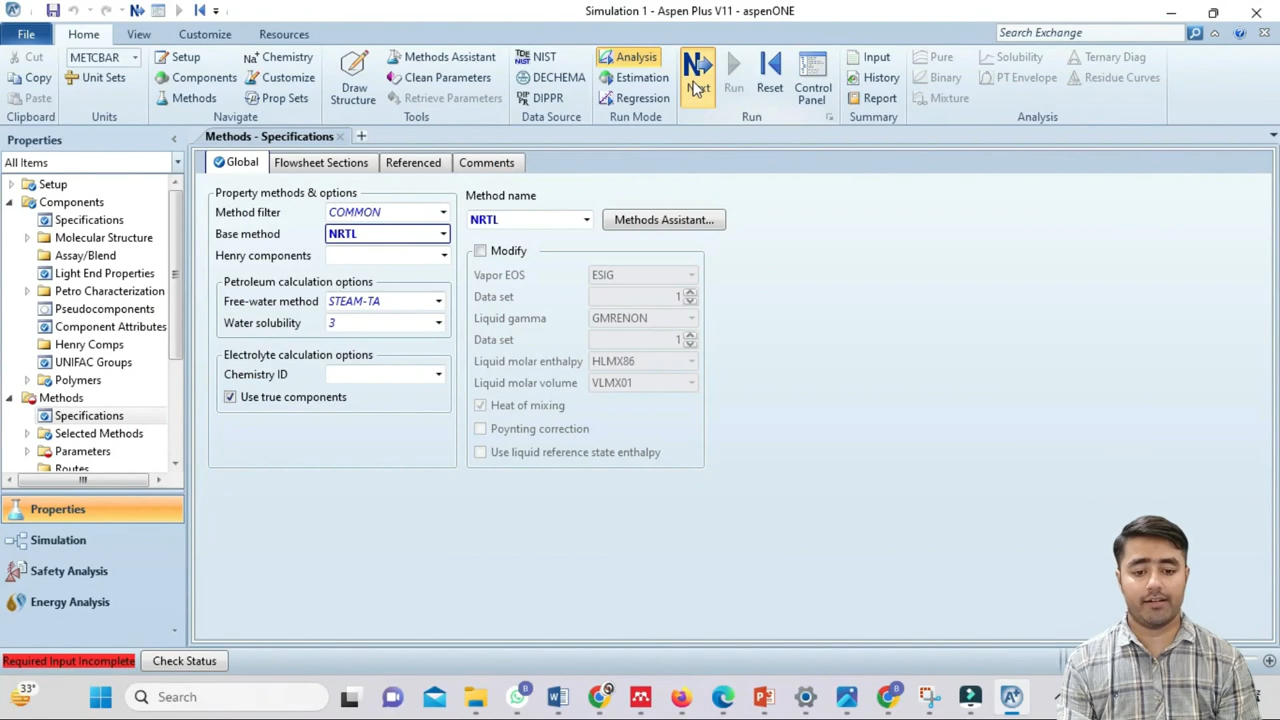 Simulation 1 - Aspen Plus V11 - aspenONE
File Home View Customize Resources Search Exchange
Cut METCBAR Setup Chemistry Methods Assistant NIST Analysis Input Pure Solubility Ternary Diag
Copy Unit Sets Components Customize Clean Parameters DECHEMA Estimation History Binary PT Envelope Residue Curves
Paste Methods Prop Sets Draw Structure Retrieve Parameters DIPPR Regression Next Run Reset Control Panel Report Mixture
Clipboard Units Navigate Tools Data Source Run Mode Run Summary Analysis
Properties
All Items
Setup
Components
Specifications
Molecular Structure
Assay/Blend
Light End Properties
Petro Characterization
Pseudocomponents
Component Attributes
Henry Comps
UNIFAC Groups
Polymers
Methods
Specifications
Selected Methods
Parameters
Routes
Properties
Simulation
Safety Analysis
Energy Analysis
Methods - Specifications
Global Flowsheet Sections Referenced Comments
Property methods & options
Method filter COMMON
Base method NRTL
Henry components
Petroleum calculation options
Free-water method STEAM-TA
Water solubility 3
Electrolyte calculation options
Chemistry ID
Use true components
Method name
NRTL Methods Assistant...
Modify
Vapor EOS ESIG
Data set 1
Liquid gamma GMRENON
Data set 1
Liquid molar enthalpy HLMX86
Liquid molar volume VLMX01
Heat of mixing
Poynting correction
Use liquid reference state enthalpy
Required Input Incomplete Check Status
33° Search